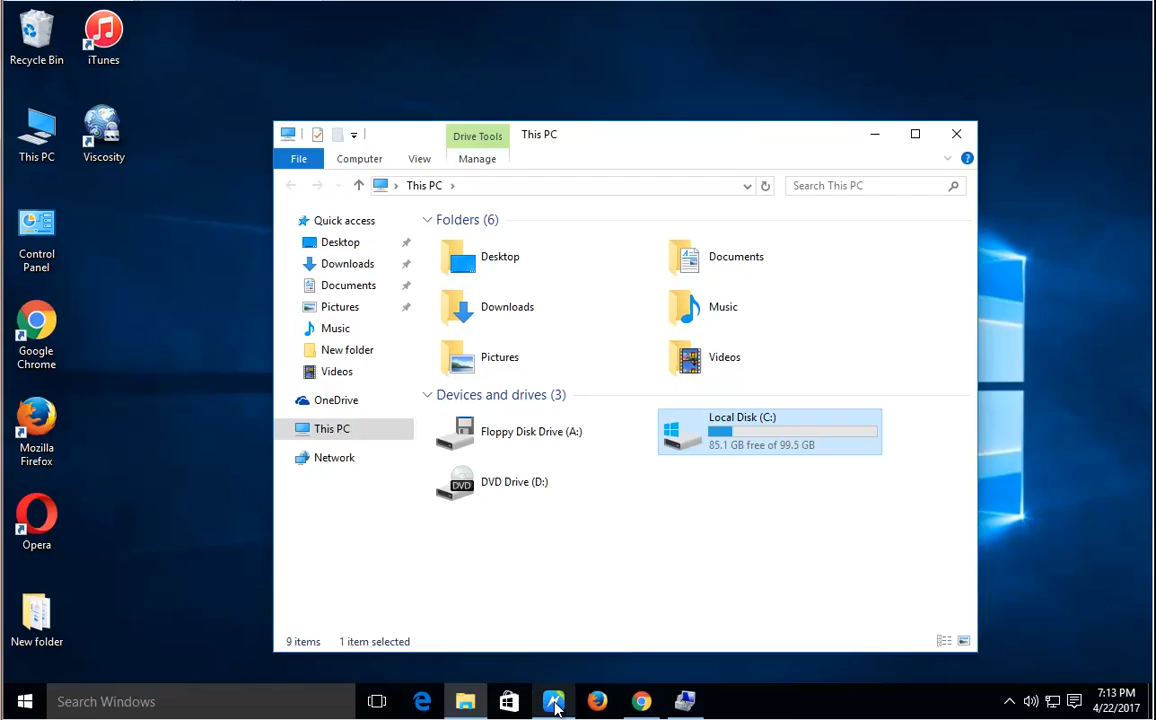 Recycle Bin
iTunes
This PC
Viscosity
Control
Panel
Google
Chrome
Mozilla
Firefox
Opera
New folder
Drive Tools
This PC
File
Computer
View
Manage
This PC
Search This PC
Quick access
Desktop
Downloads
Documents
Pictures
Music
New folder
Videos
OneDrive
This PC
Network
Folders (6)
Desktop
Documents
Downloads
Music
Pictures
Videos
Devices and drives (3)
Floppy Disk Drive (A:)
Local Disk (C:)
85.1 GB free of 99.5 GB
DVD
DVD Drive (D:)
9 items
1 item selected
Search Windows
7:13 PM
4/22/2017